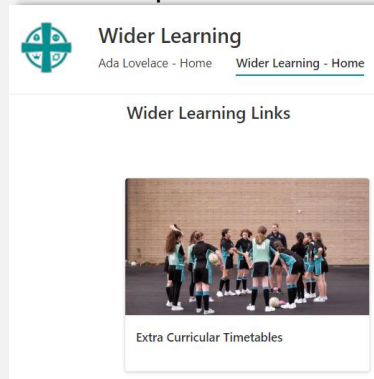 Wider Learning
Ada Lovelace - Home Wider Learning - Home
Wider Learning Links
Extra Curricular Timetables